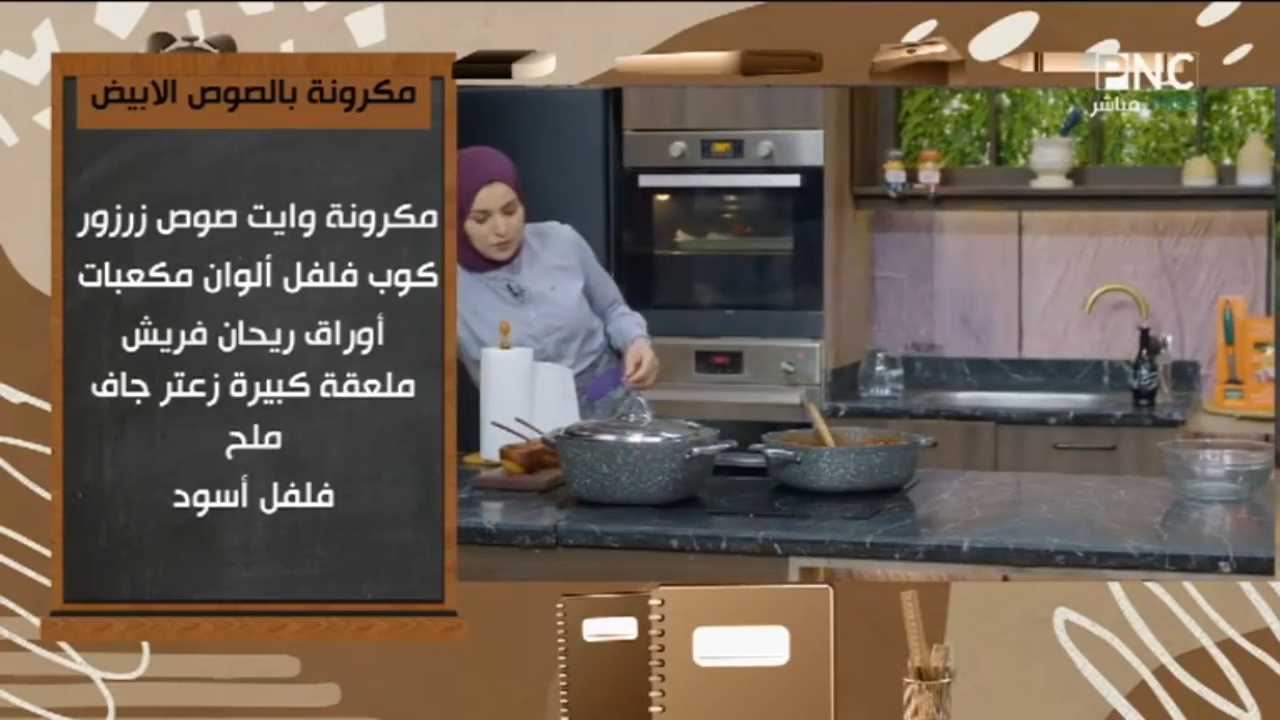 مكرونة بالصوص الابيض
مكرونة وايت صوص زرزور
كوب فلفل ألوان مكعبات
أوراق ريحان فريش
ملعقة كبيرة زعتر جاف
ملح
فلفل أسود
PNC
مباشر